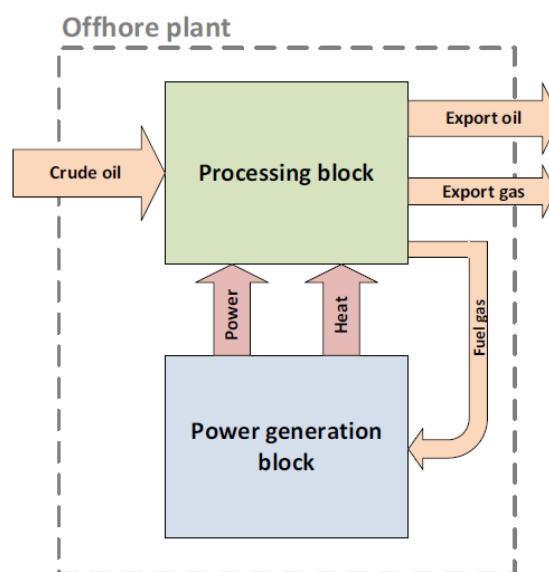 Offhore plant
Crude oil
Processing block
Export oil
Export gas
Power
Heat
Fuel gas
Power generation
block